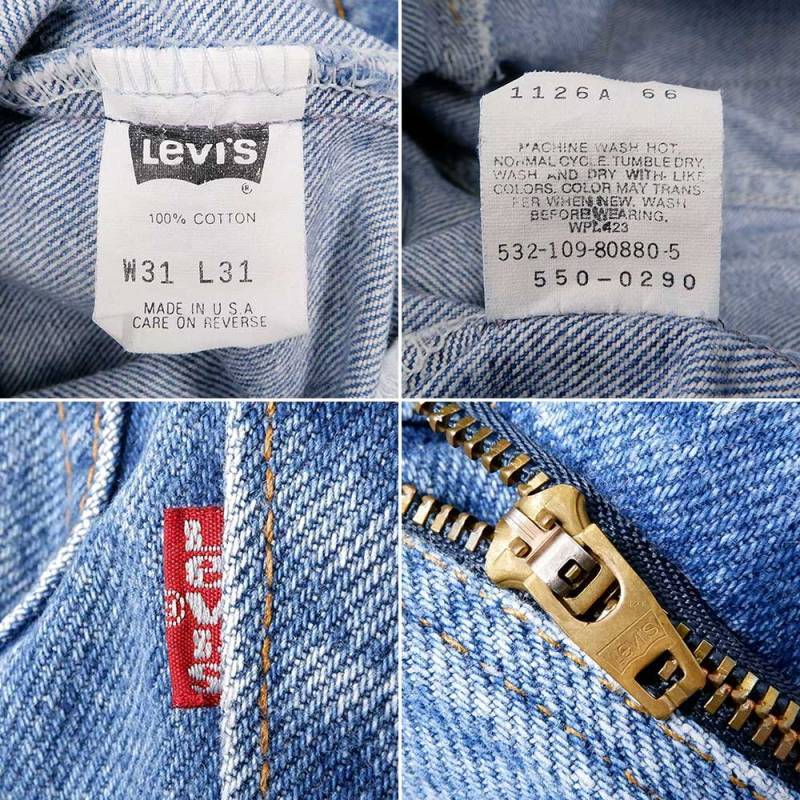 Levi's
®
100% COTTON
W31 L31
MADE IN U.S.A
CARE ON REVERSE
1126A 66
MACHINE WASH HOT,
NORMAL CYCLE. TUMBLE DRY.
WASH AND DRY WITH LIKE
COLORS. COLOR MAY TRANS-
FER WHEN NEW. WASH
BEFORE WEARING.
WPL 423
532-109-80880-5
550-0290
LEVI'S
®
Levi's